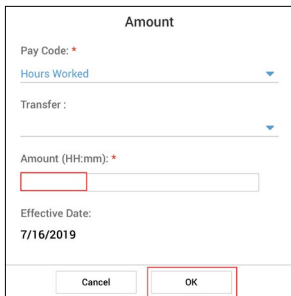 Amount
Pay Code: *
Hours Worked
Transfer :
Amount (HH:mm): *
Effective Date:
7/16/2019
Cancel OK